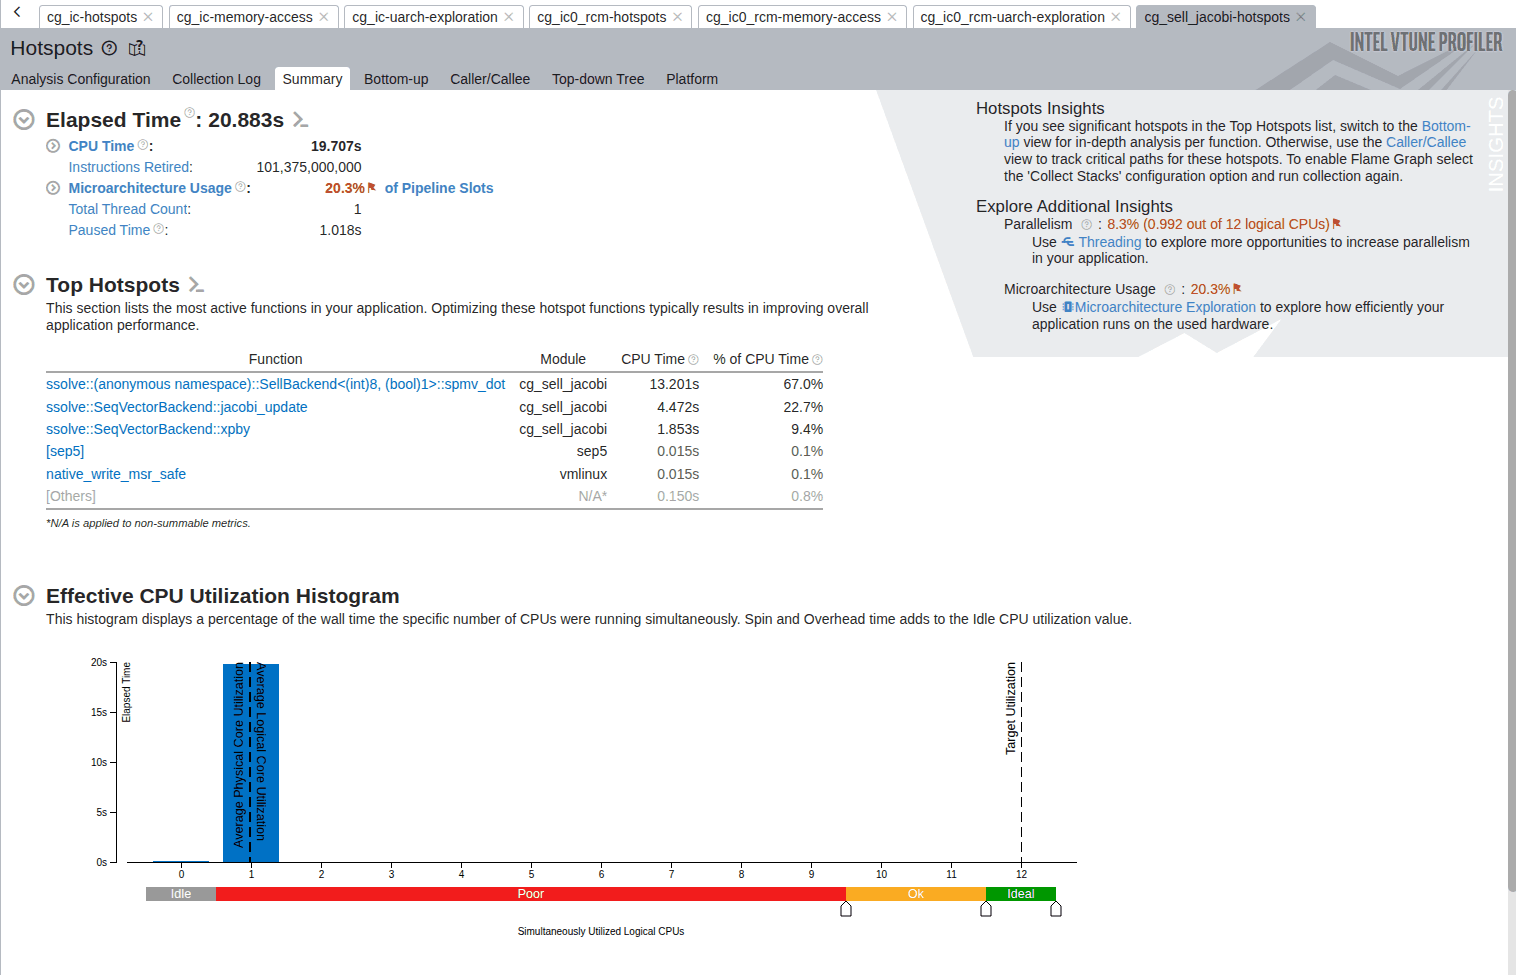 cg_ic-hotspots
cg_ic-memory-access
cg_ic-uarch-exploration
cg_ic0_rcm-hotspots
cg_ic0_rcm-memory-access
cg_ic0_rcm-uarch-exploration
cg_sell_jacobi-hotspots
Hotspots
INTEL VTUNE PROFILER
Analysis Configuration
Collection Log
Summary
Bottom-up
Caller/Callee
Top-down Tree
Platform
Elapsed Time : 20.883s
CPU Time : 19.707s
Instructions Retired: 101,375,000,000
Microarchitecture Usage : 20.3% of Pipeline Slots
Total Thread Count: 1
Paused Time : 1.018s
Hotspots Insights
If you see significant hotspots in the Top Hotspots list, switch to the Bottom-
up view for in-depth analysis per function. Otherwise, use the Caller/Callee
view to track critical paths for these hotspots. To enable Flame Graph select
the 'Collect Stacks' configuration option and run collection again.
Explore Additional Insights
Parallelism : 8.3% (0.992 out of 12 logical CPUs)
Use Threading to explore more opportunities to increase parallelism
in your application.
Microarchitecture Usage : 20.3%
Use Microarchitecture Exploration to explore how efficiently your
application runs on the used hardware.
INSIGHTS
Top Hotspots
This section lists the most active functions in your application. Optimizing these hotspot functions typically results in improving overall
application performance.
Function Module CPU Time % of CPU Time
ssolve::(anonymous namespace)::SellBackend<(int)8, (bool)1>::spmv_dot cg_sell_jacobi 13.201s 67.0%
ssolve::SeqVectorBackend::jacobi_update cg_sell_jacobi 4.472s 22.7%
ssolve::SeqVectorBackend::xpby cg_sell_jacobi 1.853s 9.4%
[sep5] sep5 0.015s 0.1%
native_write_msr_safe vmlinux 0.015s 0.1%
[Others] N/A* 0.150s 0.8%
*N/A is applied to non-summable metrics.
Effective CPU Utilization Histogram
This histogram displays a percentage of the wall time the specific number of CPUs were running simultaneously. Spin and Overhead time adds to the Idle CPU utilization value.
20s
15s
10s
5s
0s
Elapsed Time
Average Physical Core Utilization
Average Logical Core Utilization
Target Utilization
0 1 2 3 4 5 6 7 8 9 10 11 12
Idle Poor Ok Ideal
Simultaneously Utilized Logical CPUs